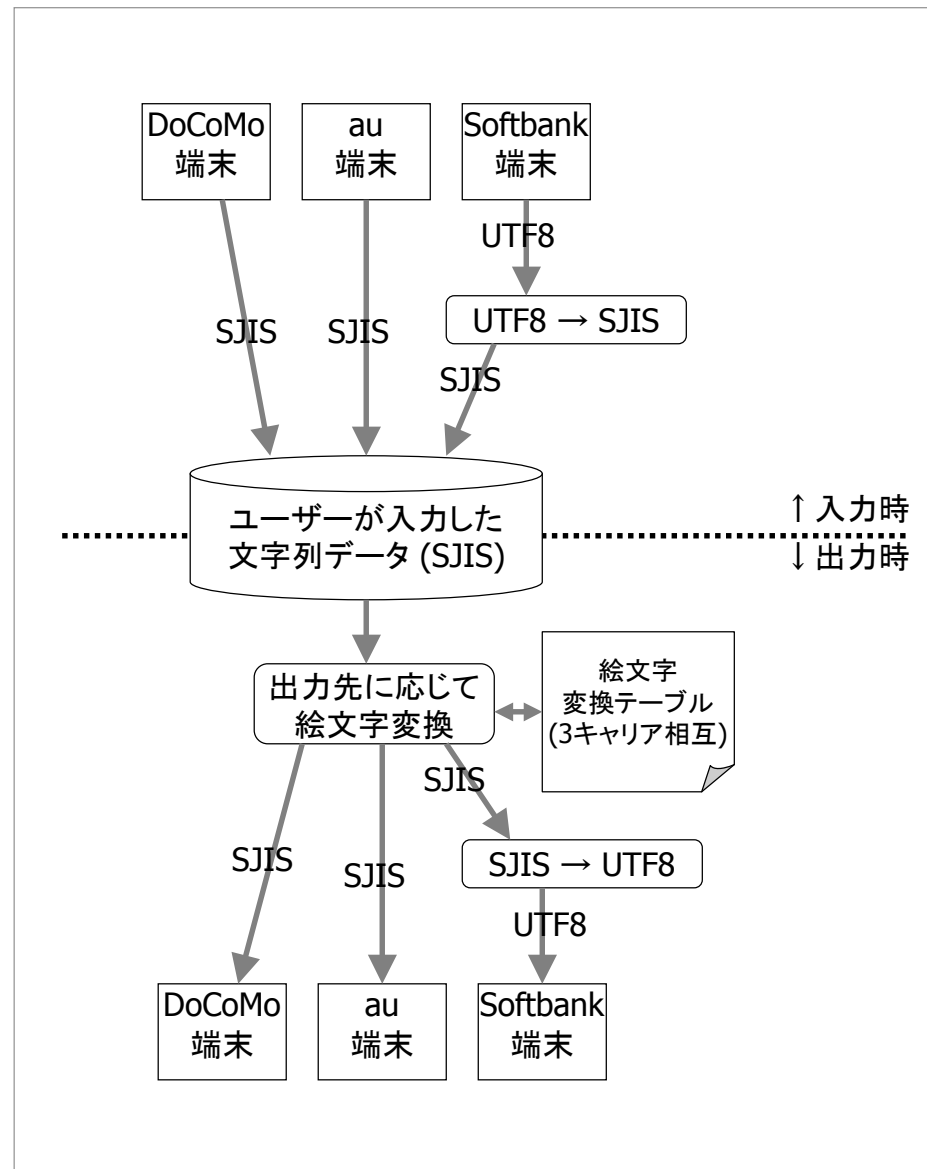 DoCoMo
端末
au
端末
Softbank
端末
UTF8
UTF8 → SJIS
SJIS
SJIS
SJIS
ユーザーが入力した
文字列データ (SJIS)
↑入力時
↓出力時
出力先に応じて
絵文字変換
絵文字
変換テーブル
(3キャリア相互)
SJIS
SJIS
SJIS
SJIS → UTF8
UTF8
DoCoMo
端末
au
端末
Softbank
端末